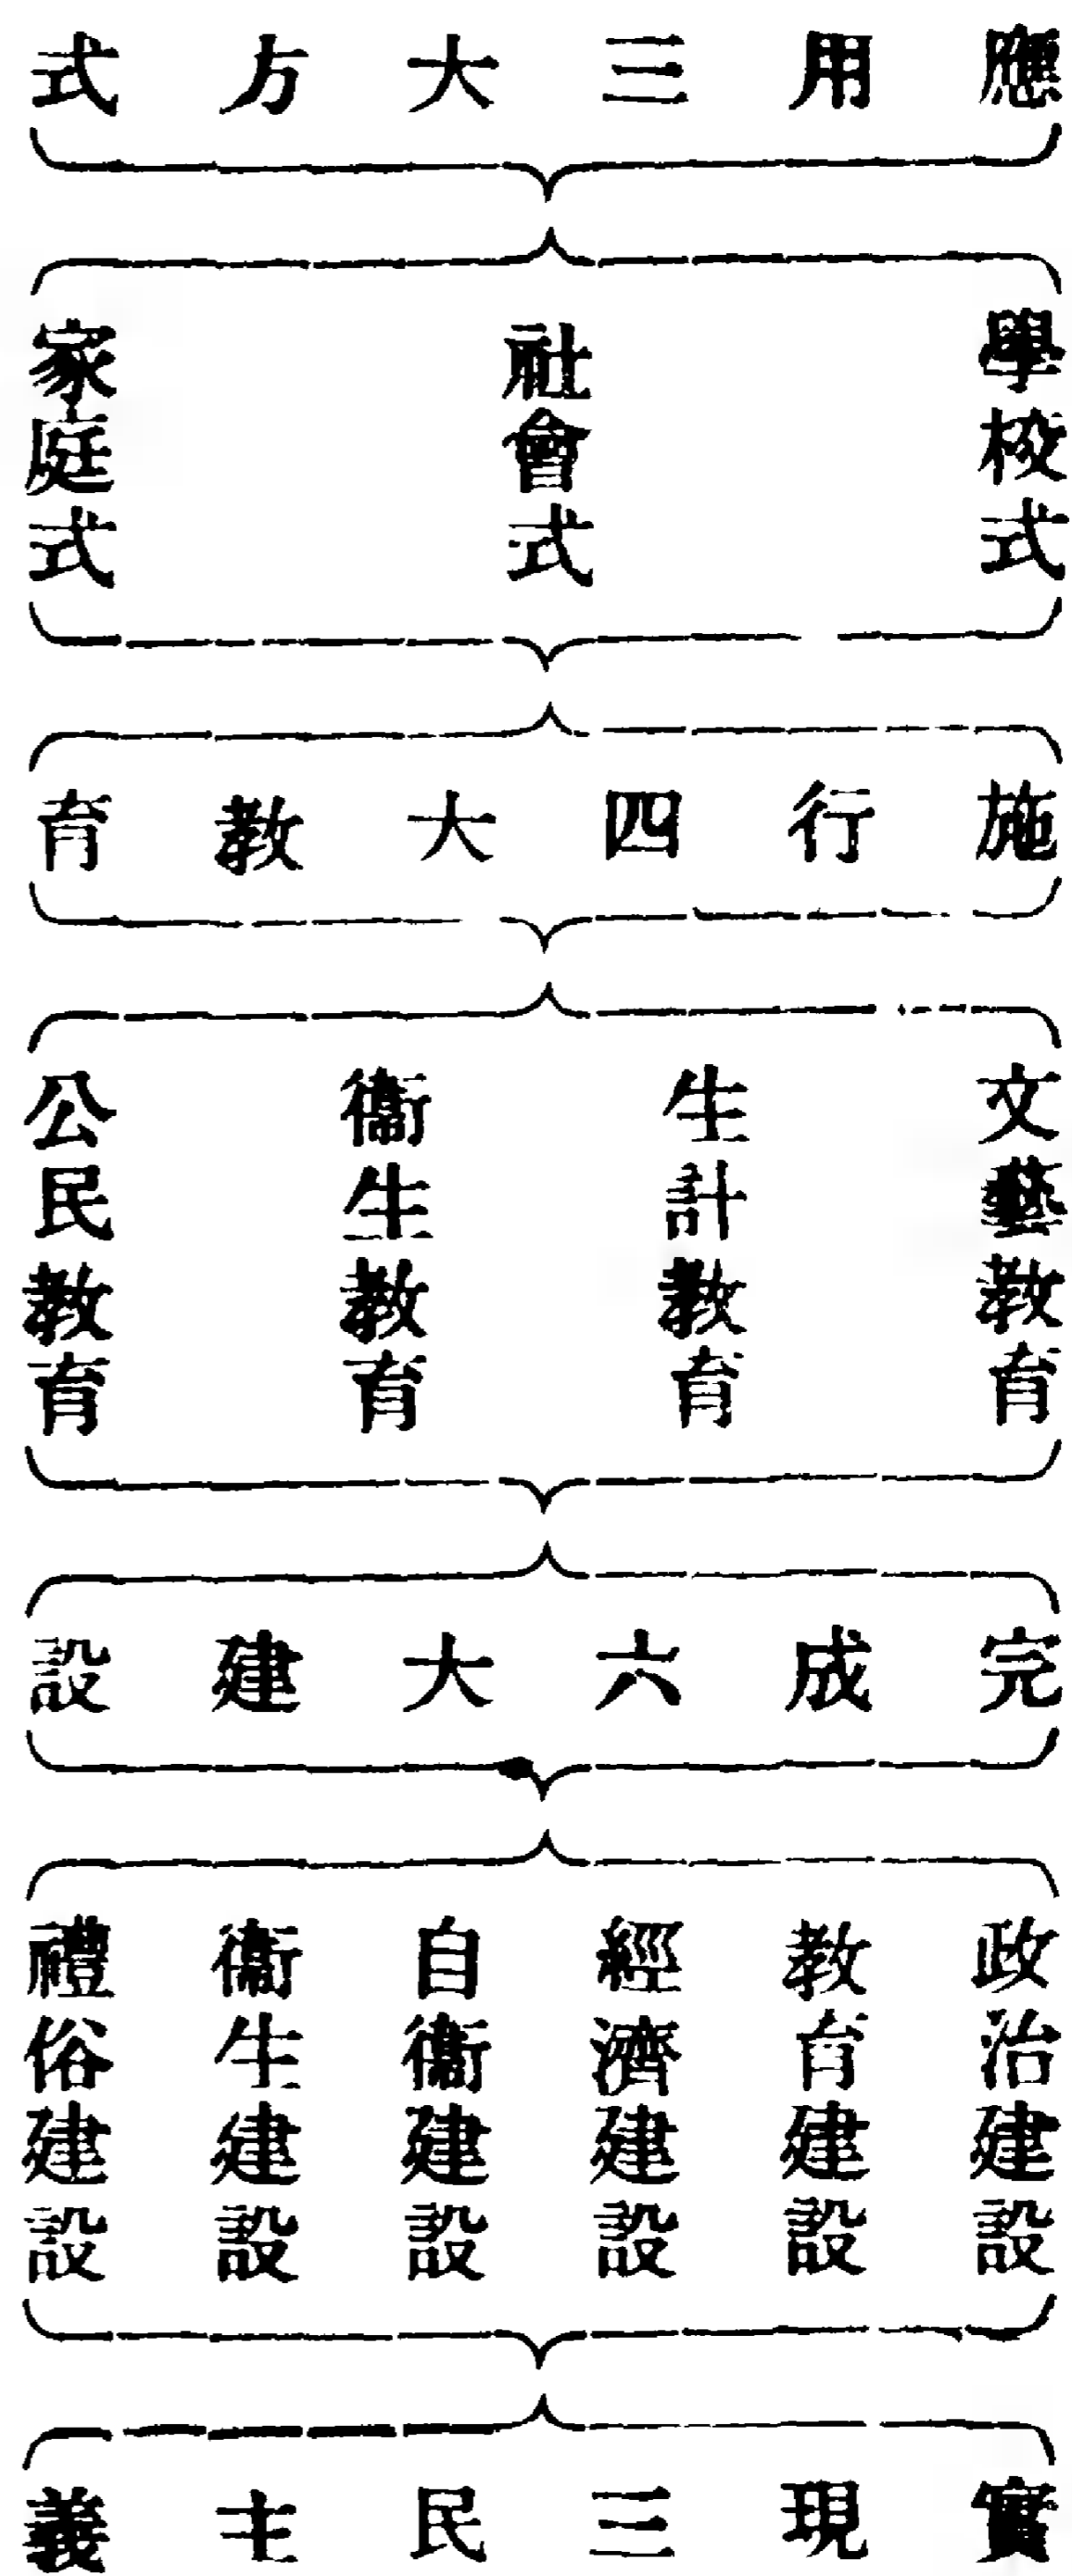 應用三大方式
學校式
社會式
家庭式
施行四大教育
文藝教育
生計教育
衞生教育
公民教育
完成六大建設
政治建設
教育建設
經濟建設
自衞建設
衞生建設
禮俗建設
實現三民主義